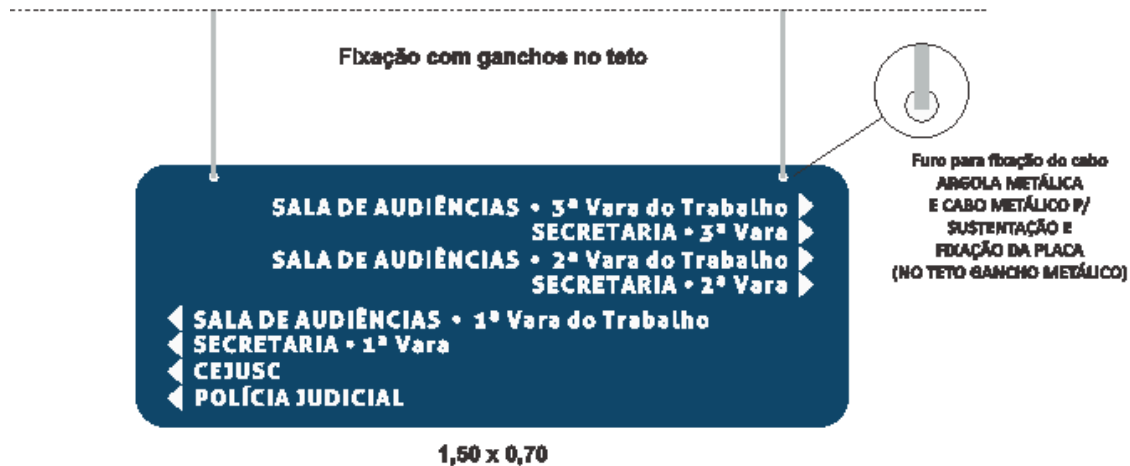 Fixação com ganchos no teto
Furo para fixação do cabo
ARGOLA METÁLICA
E CABO METÁLICO P/
SUSTENTAÇÃO E
FIXAÇÃO DA PLACA
(NO TETO GANCHO METÁLICO)
SALA DE AUDIÊNCIAS • 3ª Vara do Trabalho
SECRETARIA • 3ª Vara
SALA DE AUDIÊNCIAS • 2ª Vara do Trabalho
SECRETARIA • 2ª Vara
SALA DE AUDIÊNCIAS • 1ª Vara do Trabalho
SECRETARIA • 1ª Vara
CEJUSC
POLÍCIA JUDICIAL
1,50 x 0,70